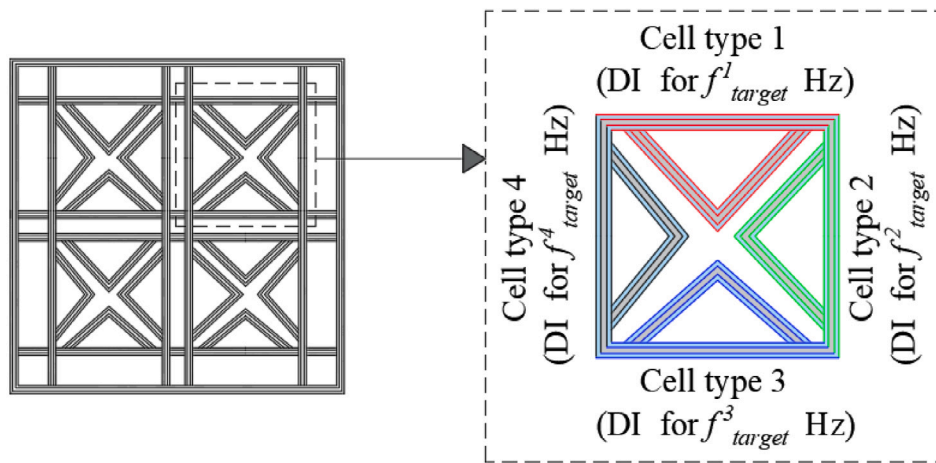 Cell type 1
(DI for f¹target Hz)
Cell type 4
(DI for f⁴target Hz)
Cell type 2
(DI for f²target Hz)
Cell type 3
(DI for f³target Hz)